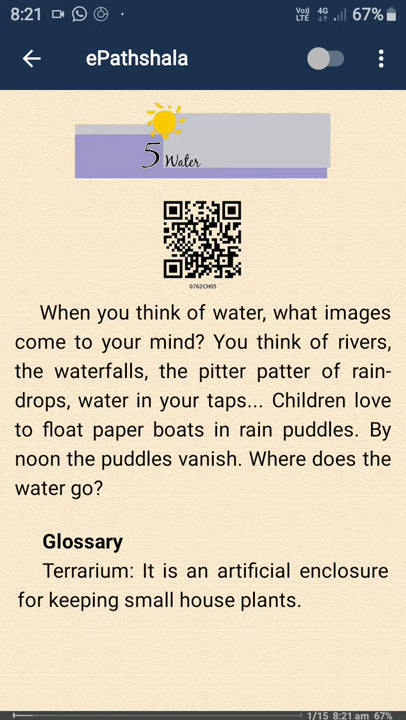 8:21 Vo)) LTE 4G 67%
ePathshala
5 Water
0762CH05
When you think of water, what images
come to your mind? You think of rivers,
the waterfalls, the pitter patter of rain-
drops, water in your taps... Children love
to float paper boats in rain puddles. By
noon the puddles vanish. Where does the
water go?
Glossary
Terrarium: It is an artificial enclosure
for keeping small house plants.
1/15 8:21 am 67%